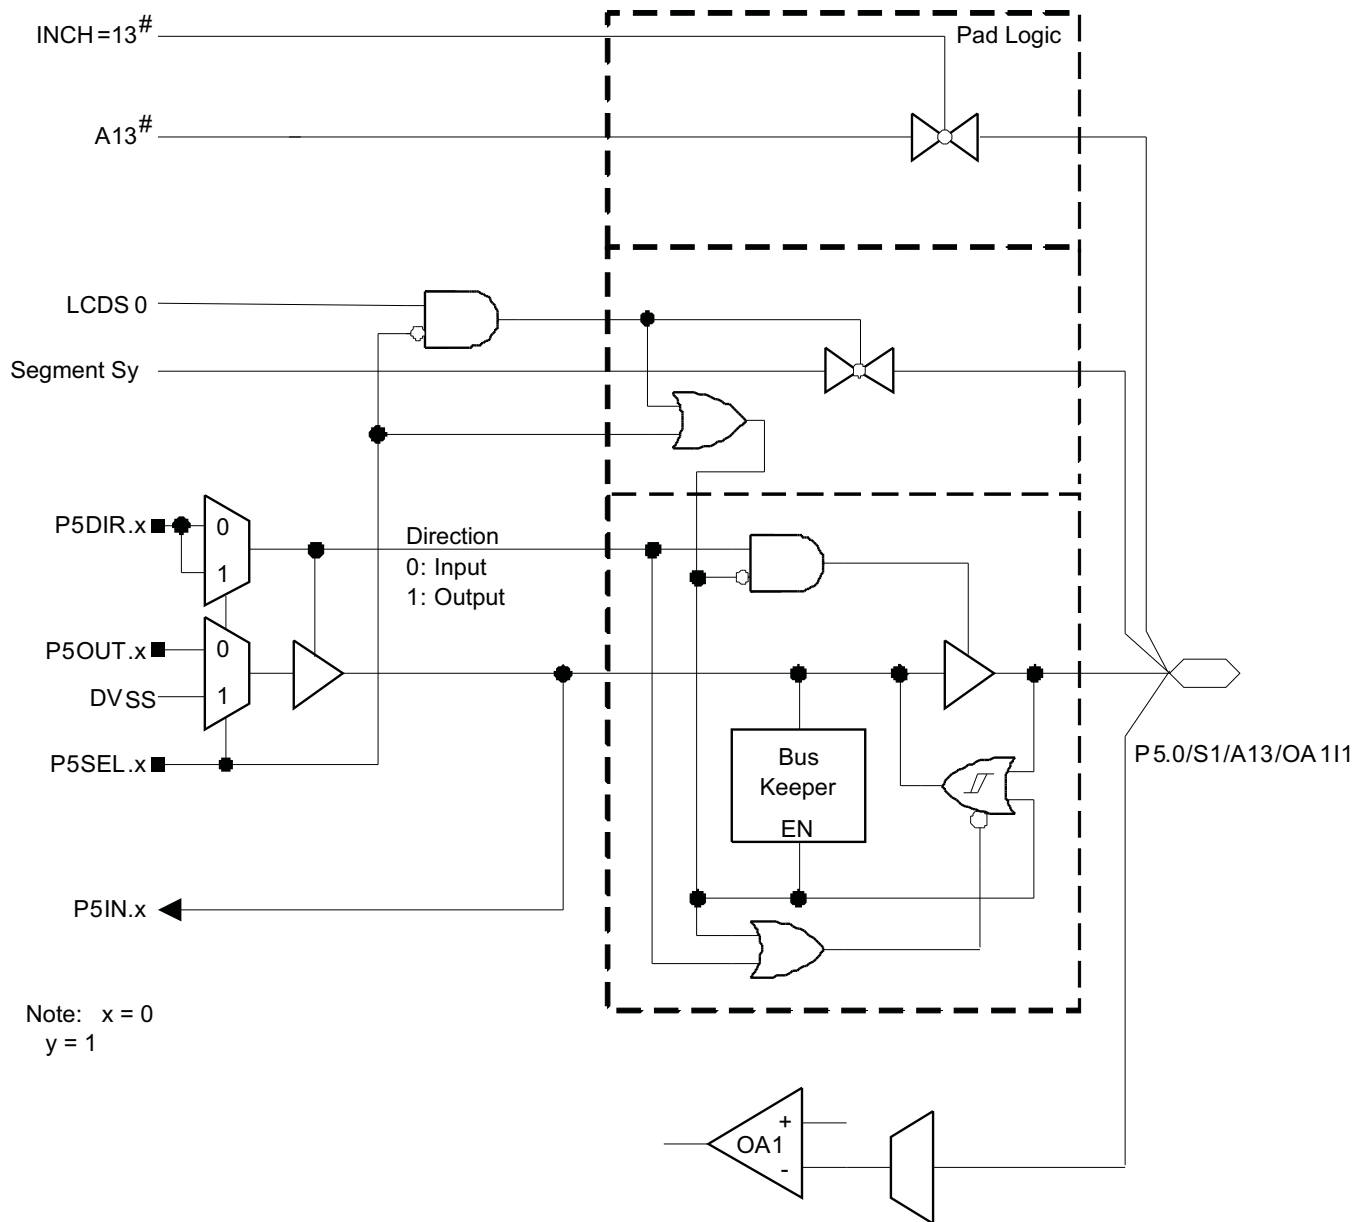 INCH=13#
Pad Logic
A13#
LCDS0
Segment Sy
P5DIR.x
0
1
Direction
0: Input
1: Output
P5OUT.x
0
DVSS
1
P5SEL.x
Bus
Keeper
EN
P5.0/S1/A13/OA1I1
P5IN.x
Note: x = 0
y = 1
+
OA1
-